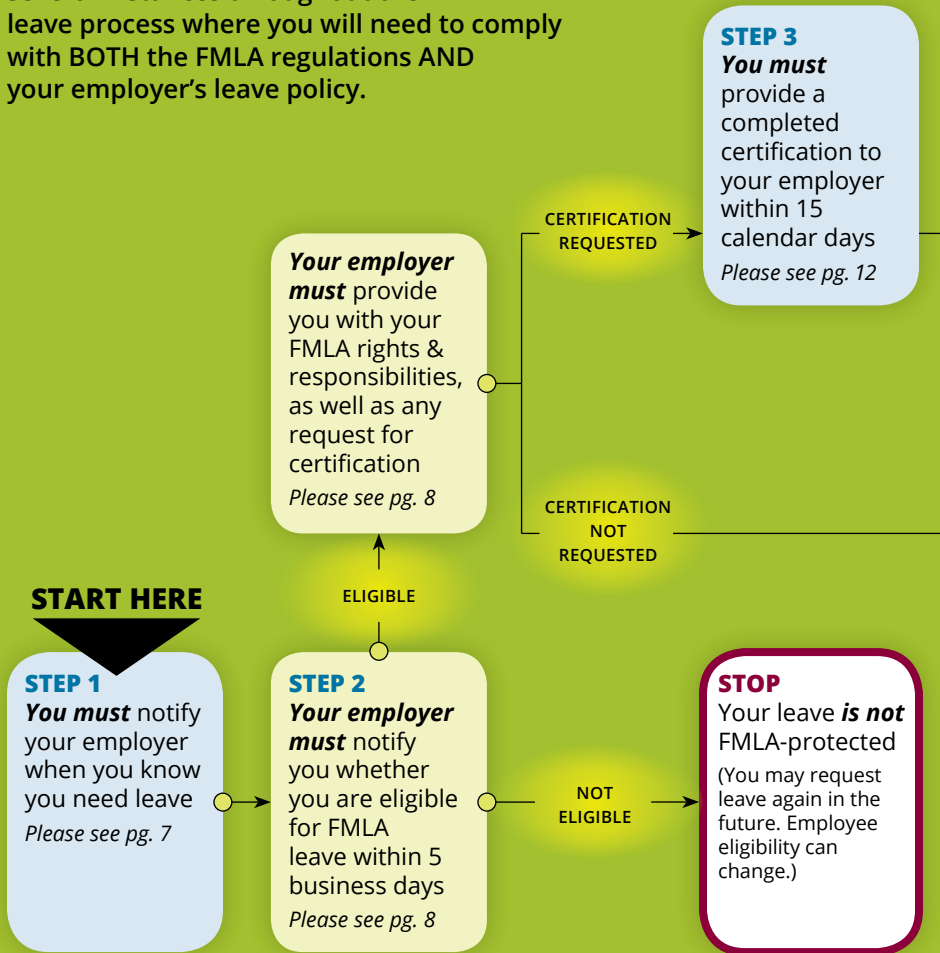 leave process where you will need to comply
with BOTH the FMLA regulations AND
your employer's leave policy.
STEP 3
You must
provide a
completed
certification to
your employer
within 15
calendar days
Please see pg. 12
CERTIFICATION
REQUESTED
Your employer
must provide
you with your
FMLA rights &
responsibilities,
as well as any
request for
certification
Please see pg. 8
CERTIFICATION
NOT
REQUESTED
ELIGIBLE
START HERE
STEP 1
You must notify
your employer
when you know
you need leave
Please see pg. 7
STEP 2
Your employer
must notify
you whether
you are eligible
for FMLA
leave within 5
business days
Please see pg. 8
NOT
ELIGIBLE
STOP
Your leave is not
FMLA-protected
(You may request
leave again in the
future. Employee
eligibility can
change.)